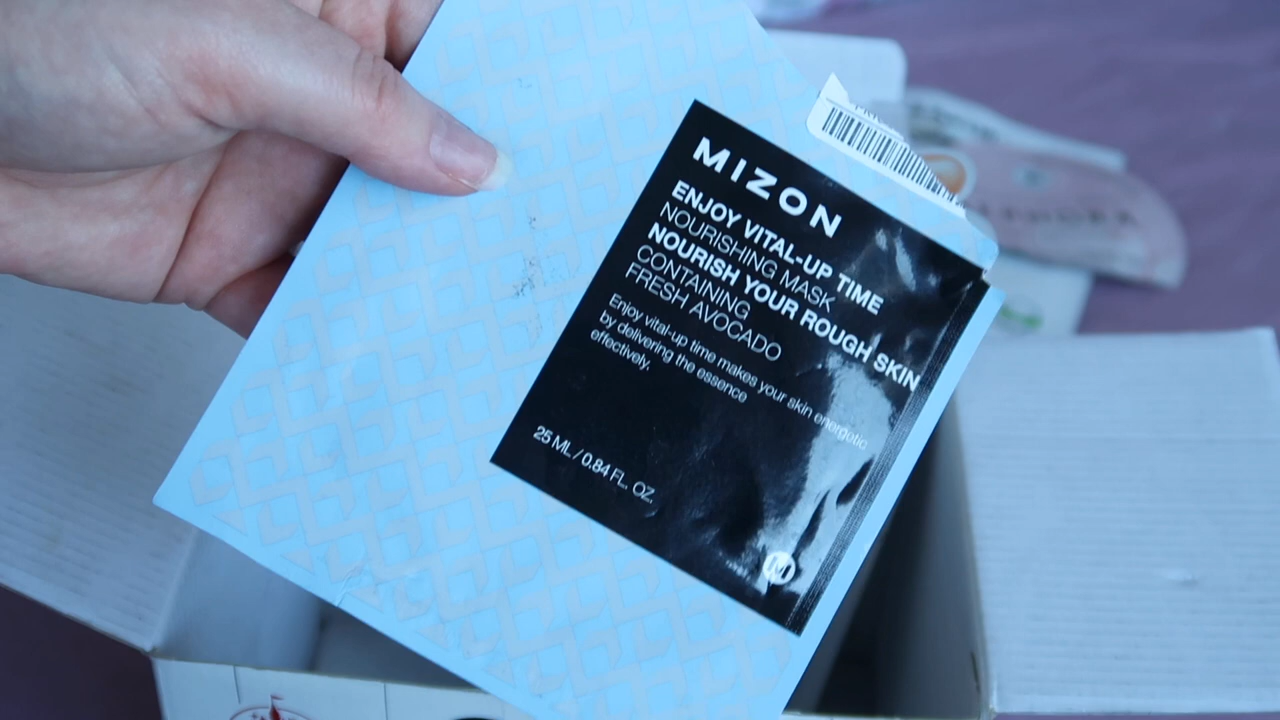 MIZON
ENJOY VITAL-UP TIME
NOURISHING MASK
NOURISH YOUR ROUGH SKIN
CONTAINING
FRESH AVOCADO
Enjoy vital-up time makes your skin energetic
by delivering the essence
effectively.
25 ML / 0.84 FL. OZ.
M